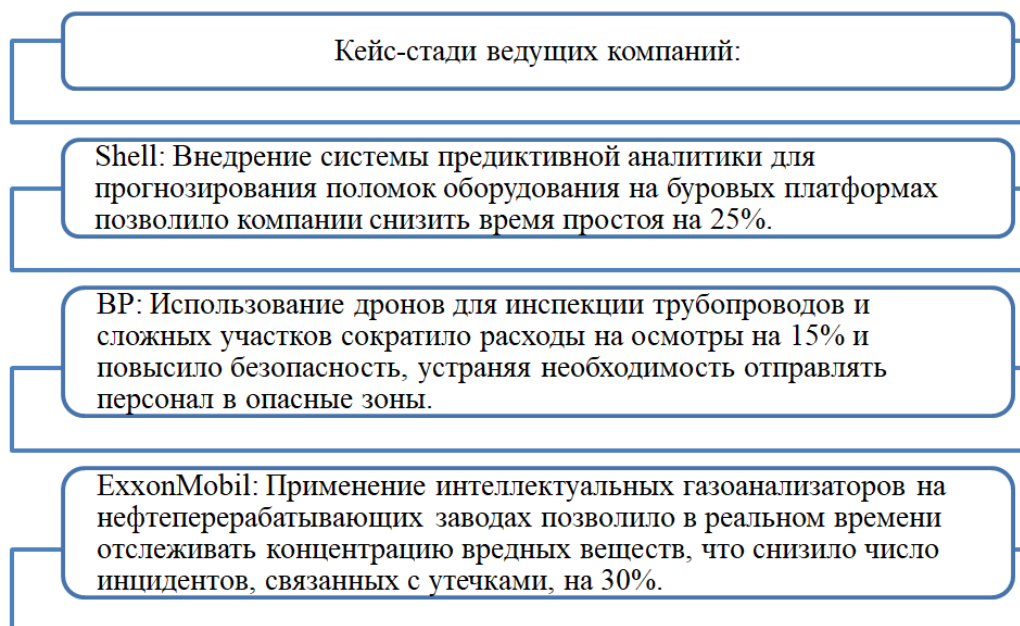 Кейс-стади ведущих компаний:
Shell: Внедрение системы предиктивной аналитики для
прогнозирования поломок оборудования на буровых платформах
позволило компании снизить время простоя на 25%.
BP: Использование дронов для инспекции трубопроводов и
сложных участков сократило расходы на осмотры на 15% и
повысило безопасность, устраняя необходимость отправлять
персонал в опасные зоны.
ExxonMobil: Применение интеллектуальных газоанализаторов на
нефтеперерабатывающих заводах позволило в реальном времени
отслеживать концентрацию вредных веществ, что снизило число
инцидентов, связанных с утечками, на 30%.